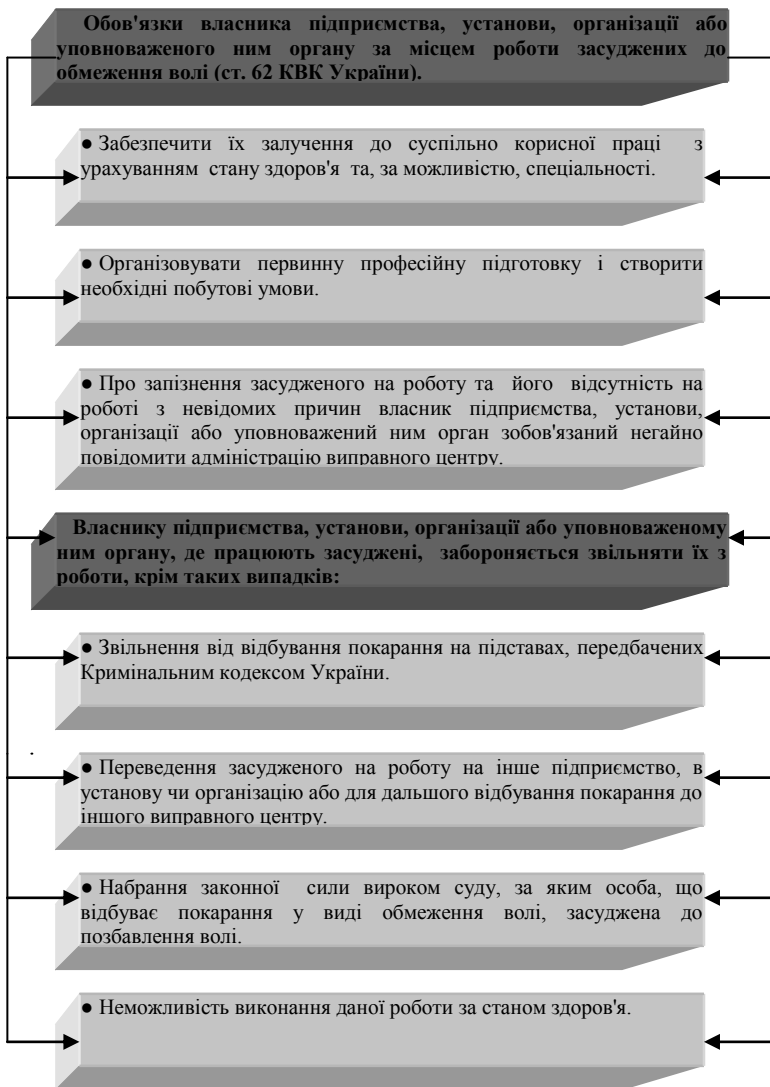 Обов'язки власника підприємства, установи, організації або
уповноваженого ним органу за місцем роботи засуджених до
обмеження волі (ст. 62 КВК України).
● Забезпечити їх залучення до суспільно корисної праці з
урахуванням стану здоров'я та, за можливістю, спеціальності.
● Організовувати первинну професійну підготовку і створити
необхідні побутові умови.
● Про запізнення засудженого на роботу та його відсутність на
роботі з невідомих причин власник підприємства, установи,
організації або уповноважений ним орган зобов'язаний негайно
повідомити адміністрацію виправного центру.
Власнику підприємства, установи, організації або уповноваженому
ним органу, де працюють засуджені, забороняється звільняти їх з
роботи, крім таких випадків:
● Звільнення від відбування покарання на підставах, передбачених
Кримінальним кодексом України.
● Переведення засудженого на роботу на інше підприємство, в
установу чи організацію або для дальшого відбування покарання до
іншого виправного центру.
● Набрання законної сили вироком суду, за яким особа, що
відбуває покарання у виді обмеження волі, засуджена до
позбавлення волі.
● Неможливість виконання даної роботи за станом здоров'я.